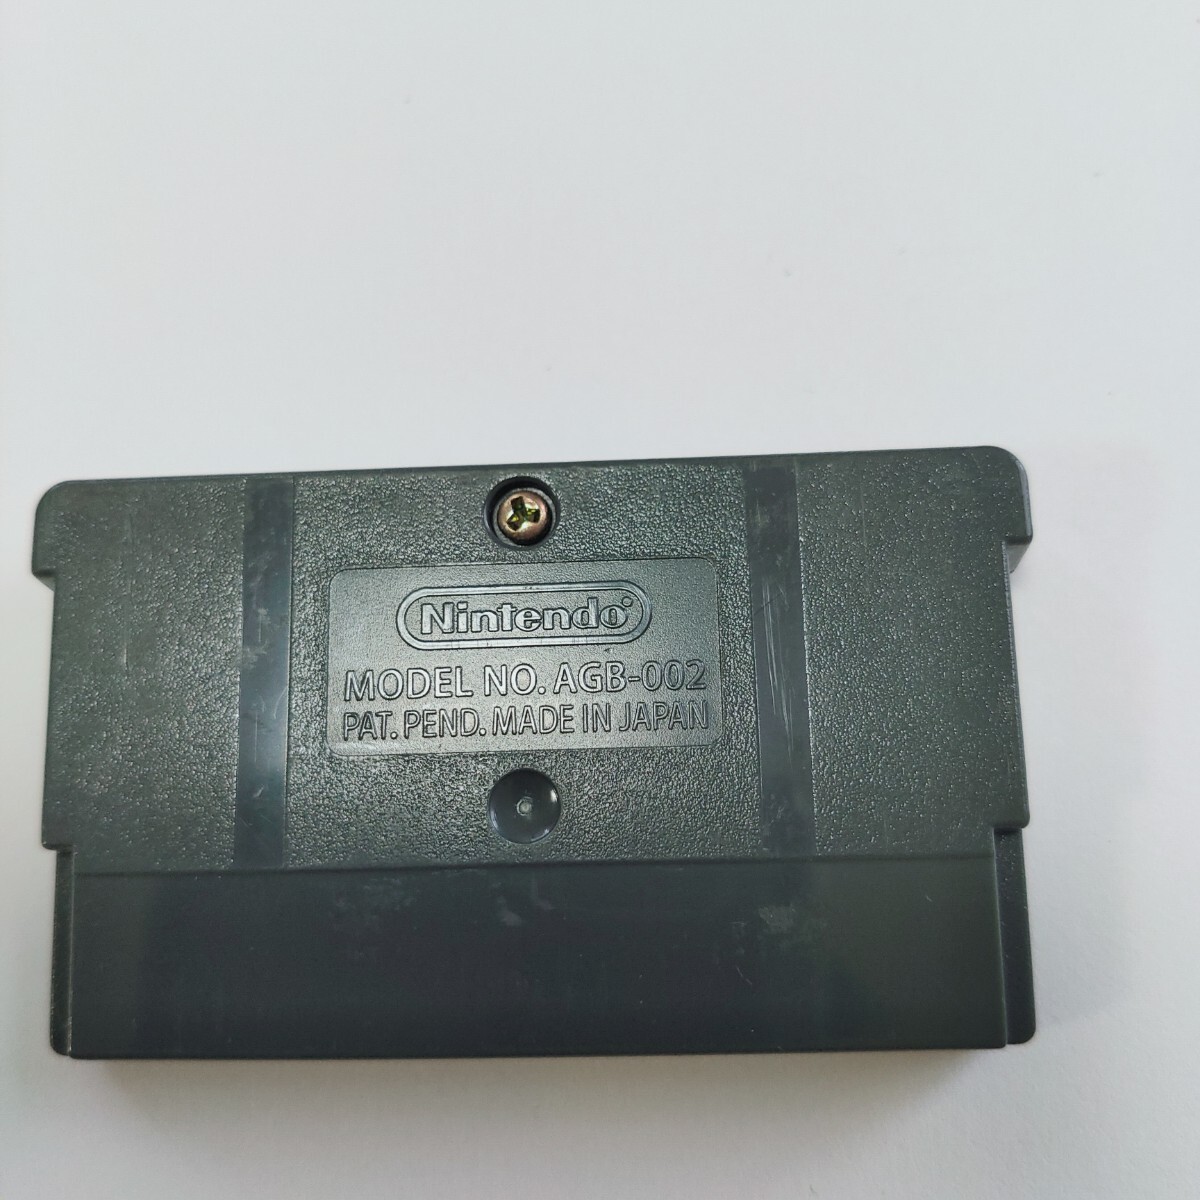 Nintendo
MODEL NO. AGB-002
PAT. PEND. MADE IN JAPAN